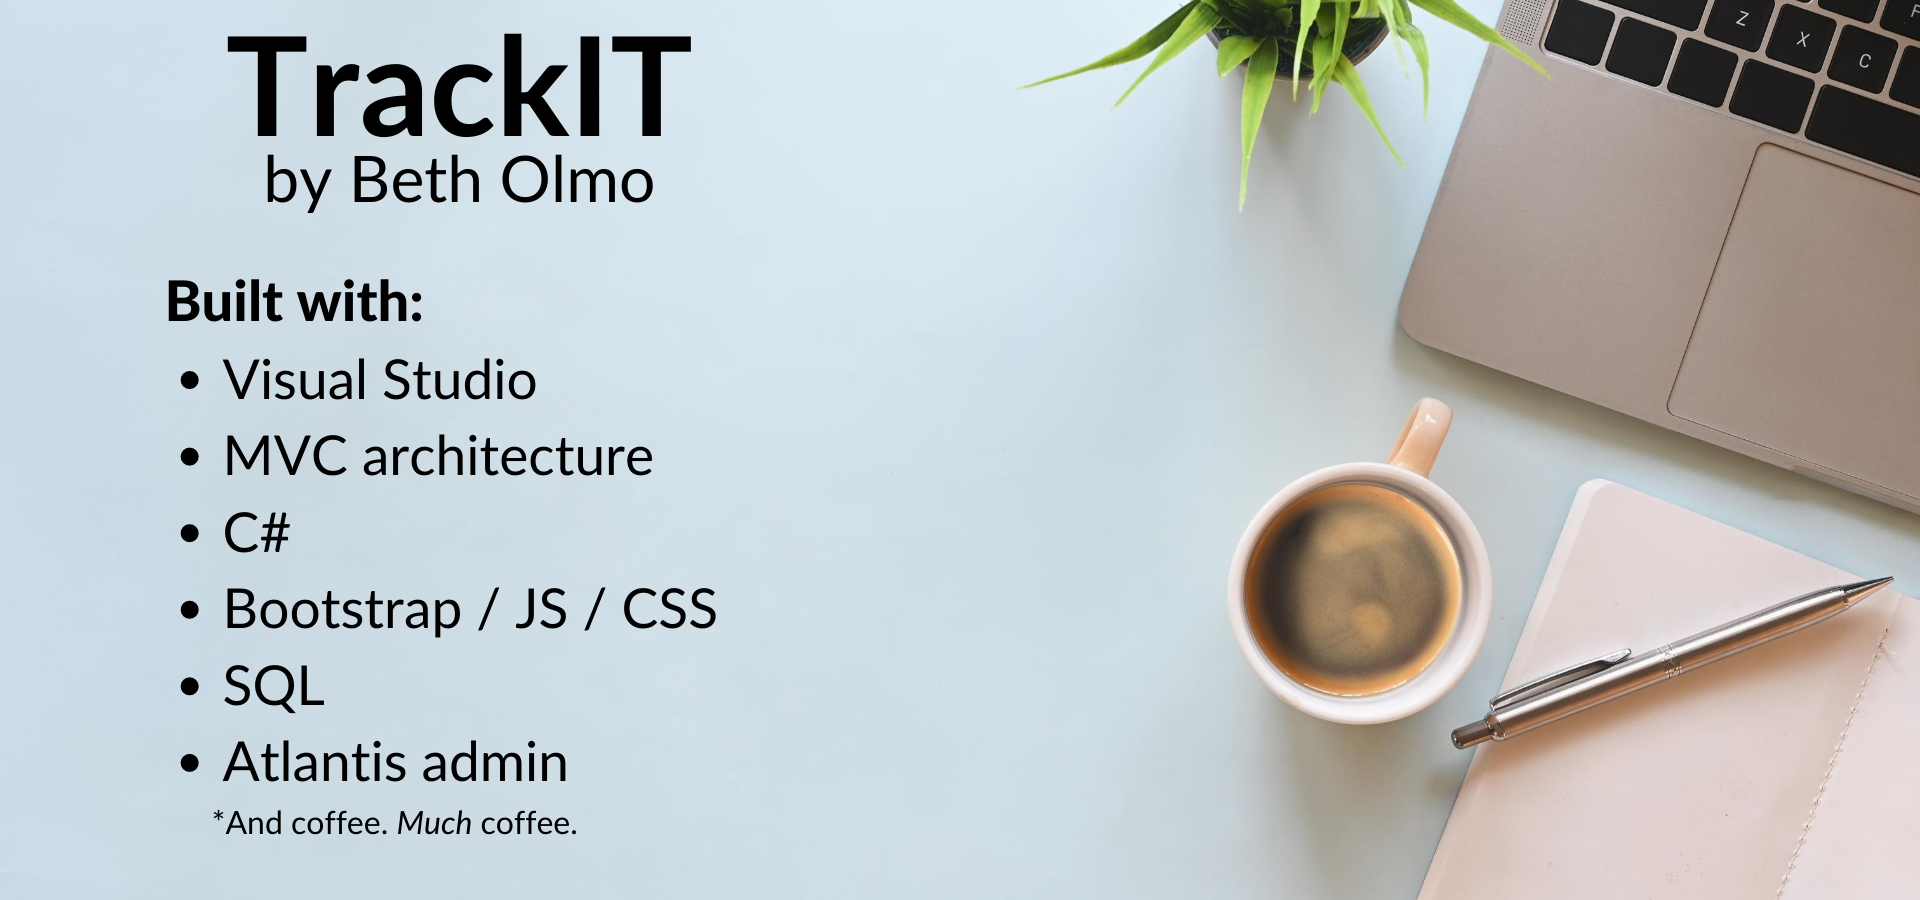 TrackIT
by Beth Olmo
Built with:
• Visual Studio
• MVC architecture
• C#
• Bootstrap / JS / CSS
• SQL
• Atlantis admin
*And coffee. Much coffee.
Z
X
C
F